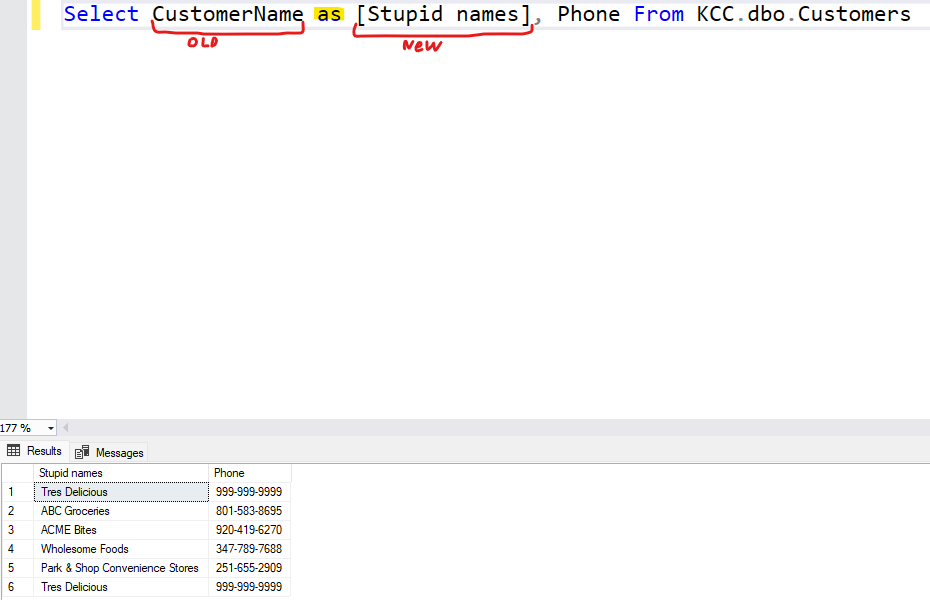 Select CustomerName as [Stupid names], Phone From KCC.dbo.Customers
OLD NEW
177 %
Results Messages
Stupid names Phone
1 Tres Delicious 999-999-9999
2 ABC Groceries 801-583-8695
3 ACME Bites 920-419-6270
4 Wholesome Foods 347-789-7688
5 Park & Shop Convenience Stores 251-655-2909
6 Tres Delicious 999-999-9999